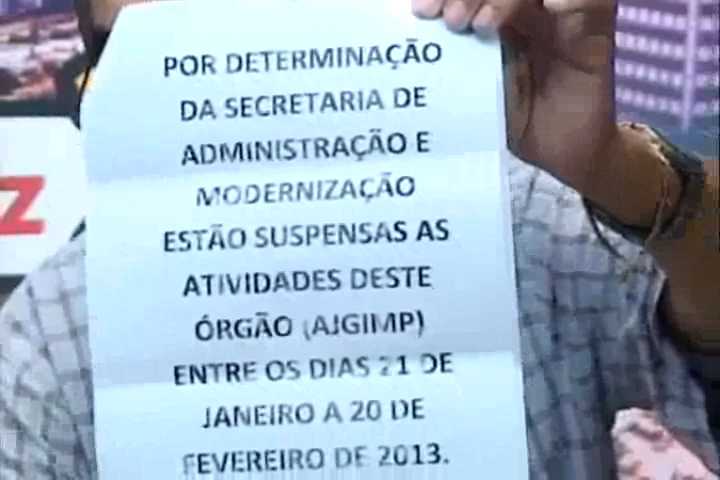 POR DETERMINAÇÃO
DA SECRETARIA DE
ADMINISTRAÇÃO E
MODERNIZAÇÃO
ESTÃO SUSPENSAS AS
ATIVIDADES DESTE
ÓRGÃO (AJGIMP)
ENTRE OS DIAS 21 DE
JANEIRO A 20 DE
FEVEREIRO DE 2013.
z